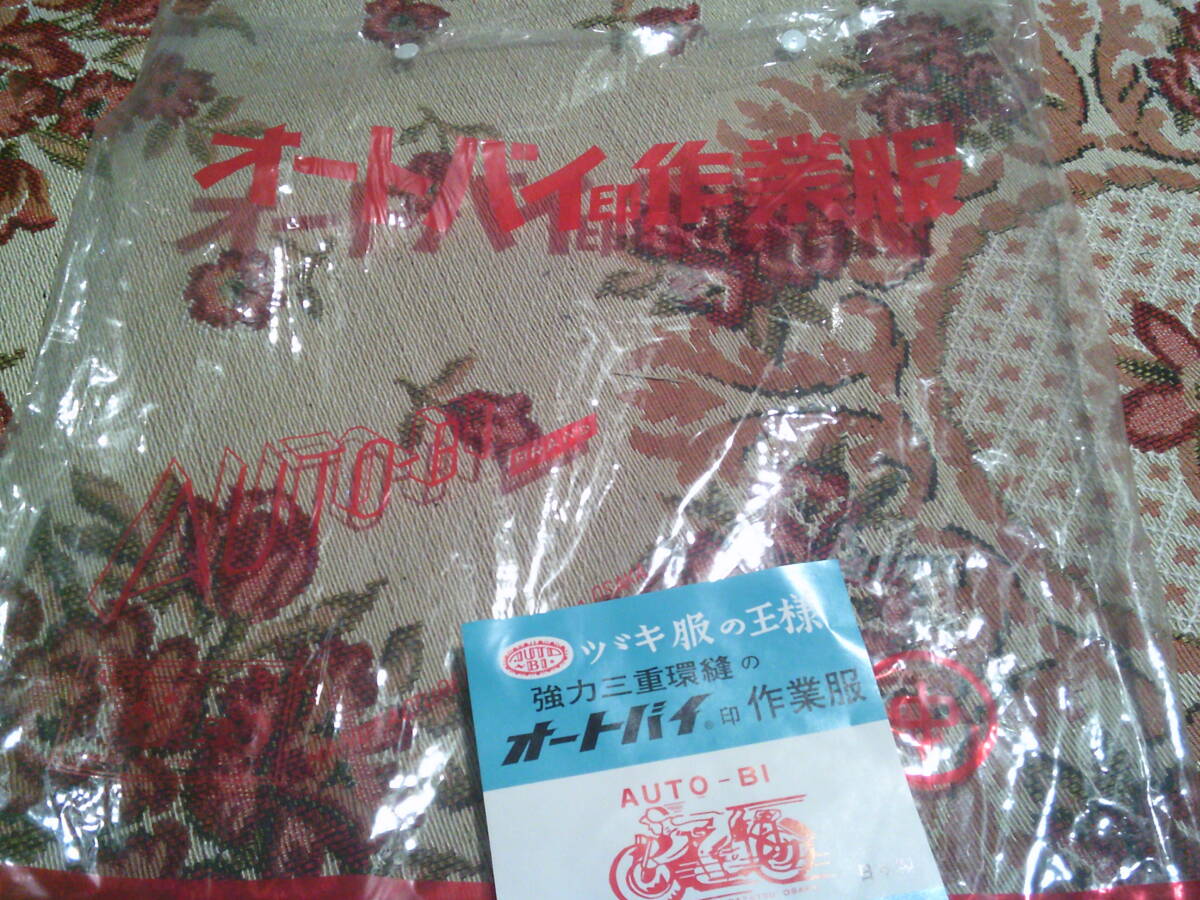 オートバイ印作業服
AUTO-BI
BRAND
AUTO
BI
ツバキ服の王様
強力三重環縫の
オートバイ®印 作業服
AUTO-BI
中